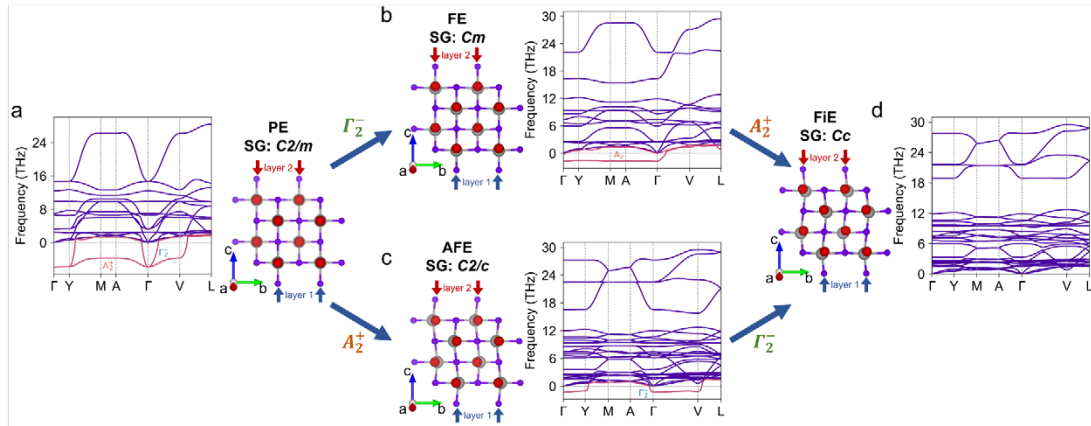 a
Frequency (THz)
24
16
8
0
A₂⁺
Γ₂⁻
Γ Y M A Γ V L
PE
SG: C2/m
layer 2
c
a b
layer 1
Γ₂⁻
A₂⁺
b
FE
SG: Cm
layer 2
c
a b
layer 1
Frequency (THz)
30
24
18
12
6
0
A₂
Γ Y M A Γ V L
c
AFE
SG: C2/c
layer 2
c
a b
layer 1
Frequency (THz)
30
24
18
12
6
0
Γ Y M A Γ V L
A₂⁺
Γ₂⁻
FiE
SG: Cc
layer 2
c
a b
layer 1
d
Frequency (THz)
30
24
18
12
6
0
Γ Y M A Γ V L